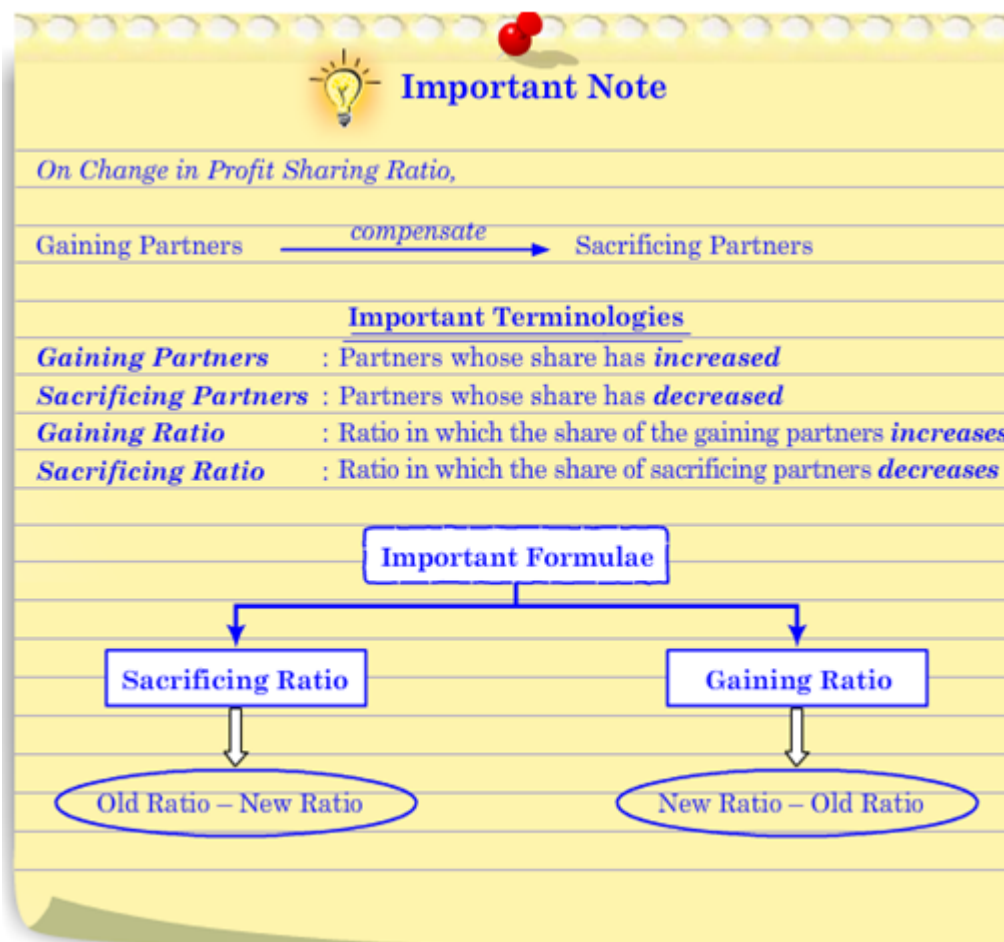 Important Note
On Change in Profit Sharing Ratio,
Gaining Partners compensate Sacrificing Partners
Important Terminologies
Gaining Partners : Partners whose share has increased
Sacrificing Partners : Partners whose share has decreased
Gaining Ratio : Ratio in which the share of the gaining partners increases
Sacrificing Ratio : Ratio in which the share of sacrificing partners decreases
Important Formulae
Sacrificing Ratio Gaining Ratio
Old Ratio – New Ratio New Ratio – Old Ratio